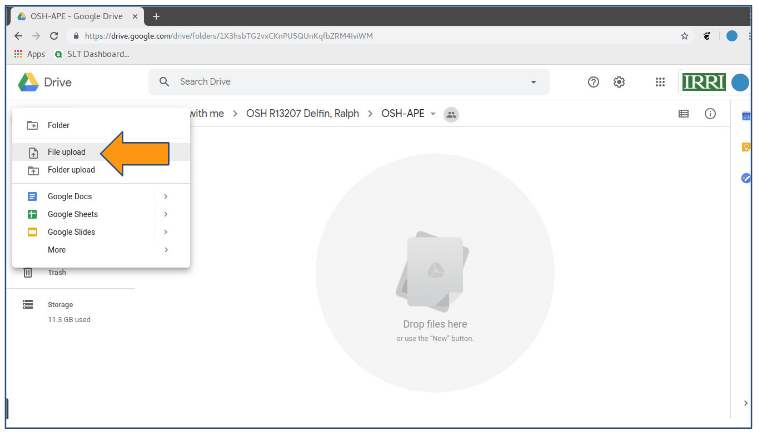 OSH-APE - Google Drive
https://drive.google.com/drive/folders/1X3hsbTG2vxCKnPU5QUnKqfbZRM4IviWM
Apps SLT Dashboard...
Drive
Search Drive
IRRI
with me > OSH R13207 Delfin, Ralph > OSH-APE
Folder
File upload
Folder upload
Google Docs
Google Sheets
Google Slides
More
Trash
Storage
11.3 GB used
Drop files here
or use the "New" button.